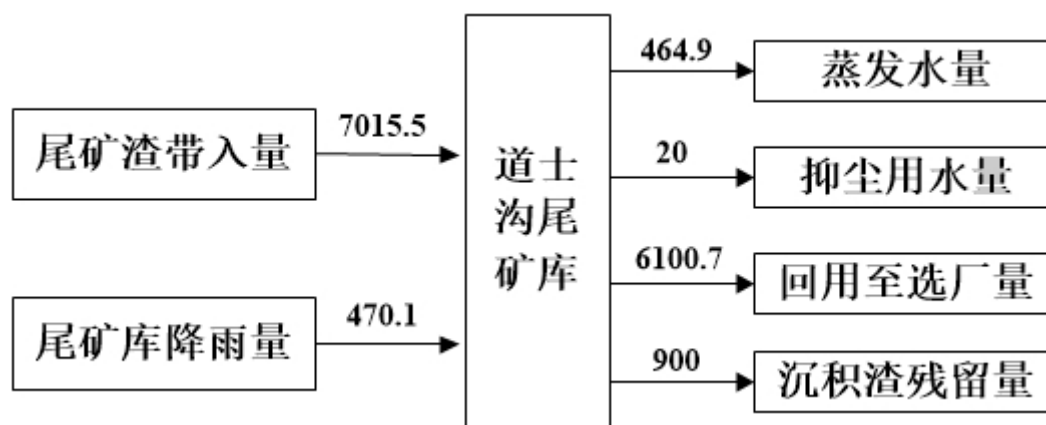 尾矿渣带入量
7015.5
尾矿库降雨量
470.1
道士
沟尾
矿库
464.9
蒸发水量
20
抑尘用水量
6100.7
回用至选厂量
900
沉积渣残留量